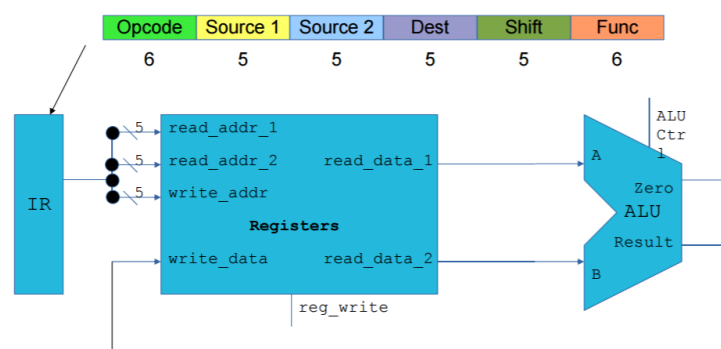 Opcode Source 1 Source 2 Dest Shift Func
6 5 5 5 5 6
IR
5 read_addr_1
5 read_addr_2
5 write_addr
Registers
write_data
read_data_1
read_data_2
reg_write
ALU
Ctr
l
A
Zero
ALU
Result
B